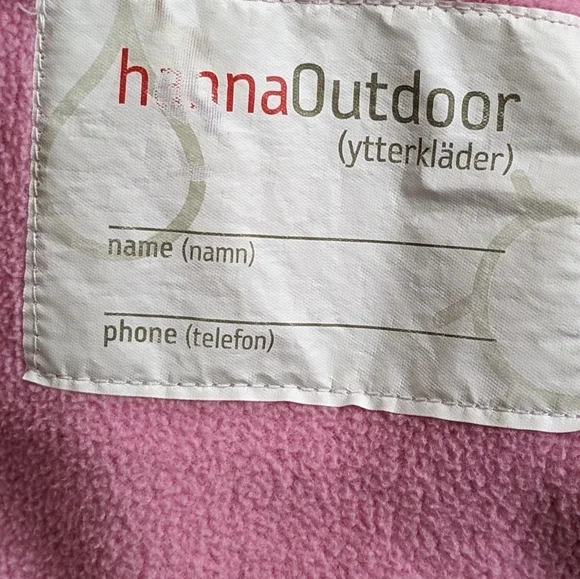 hannaOutdoor
(ytterkläder)
name (namn)
phone (telefon)